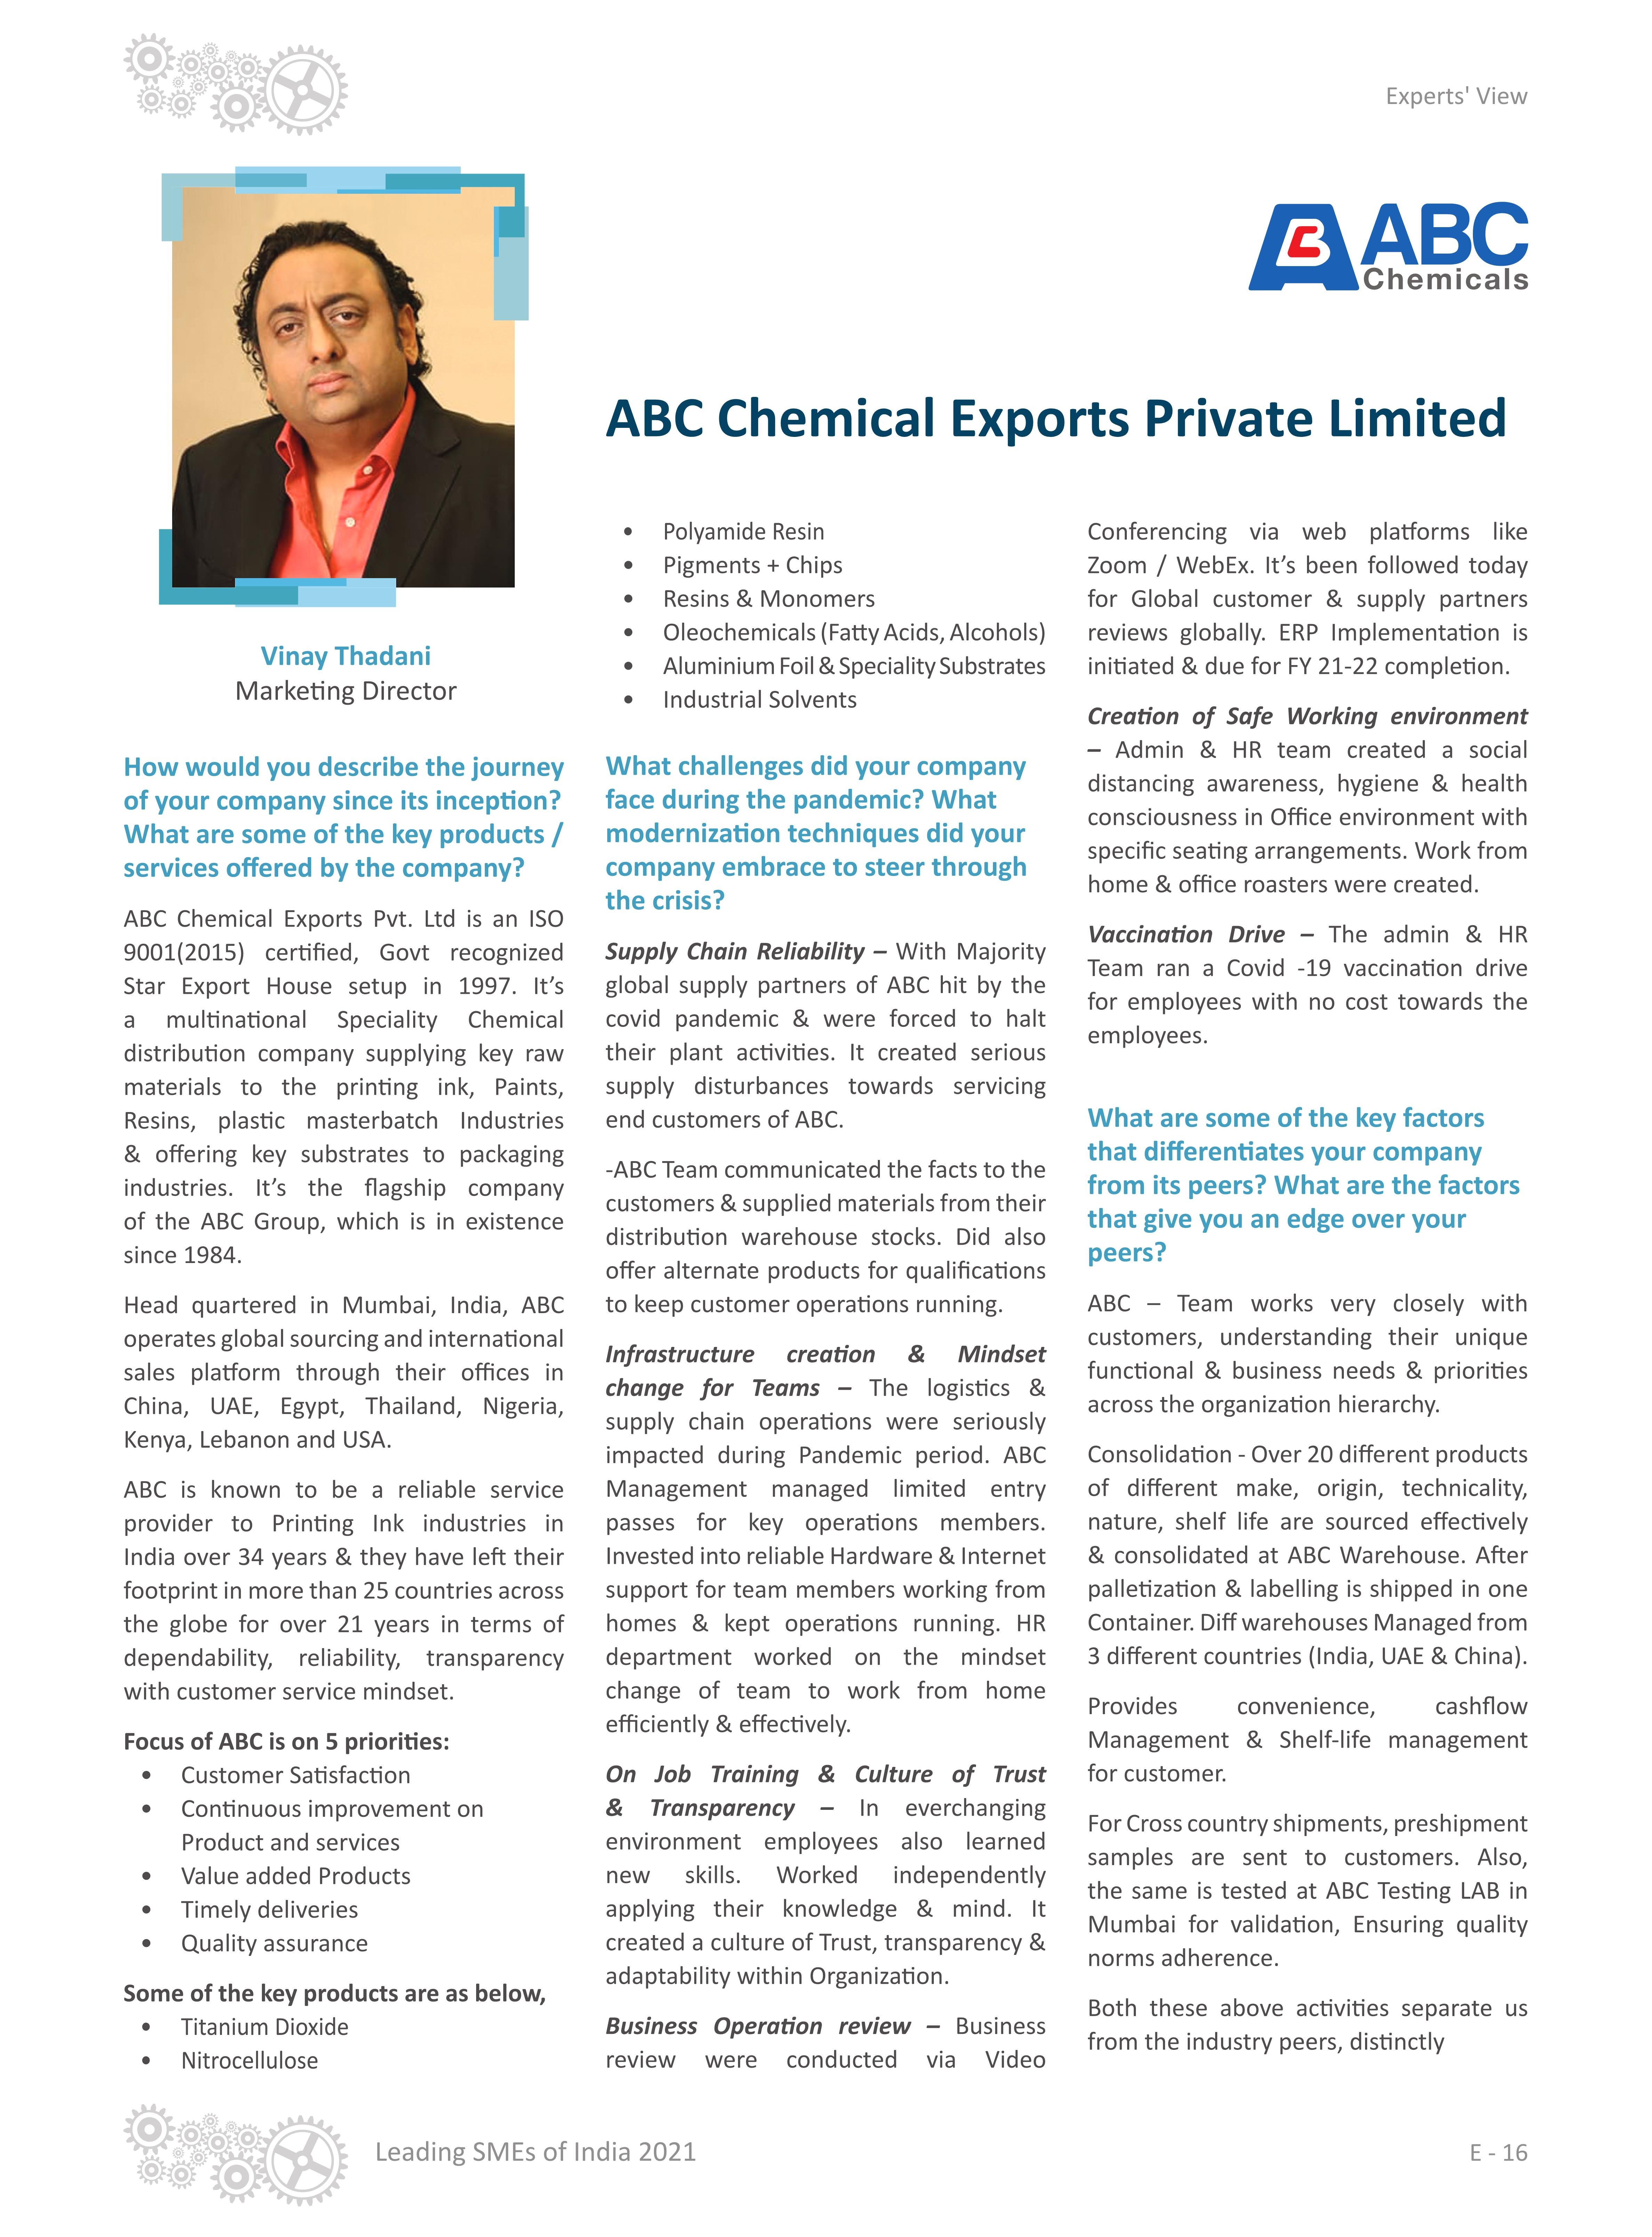 Experts' View
ABC
Chemicals
ABC Chemical Exports Private Limited
Vinay Thadani
Marketing Director
How would you describe the journey
of your company since its inception?
What are some of the key products /
services offered by the company?
ABC Chemical Exports Pvt. Ltd is an ISO
9001(2015) certified, Govt recognized
Star Export House setup in 1997. It’s
a multinational Speciality Chemical
distribution company supplying key raw
materials to the printing ink, Paints,
Resins, plastic masterbatch Industries
& offering key substrates to packaging
industries. It’s the flagship company
of the ABC Group, which is in existence
since 1984.
Head quartered in Mumbai, India, ABC
operates global sourcing and international
sales platform through their offices in
China, UAE, Egypt, Thailand, Nigeria,
Kenya, Lebanon and USA.
ABC is known to be a reliable service
provider to Printing Ink industries in
India over 34 years & they have left their
footprint in more than 25 countries across
the globe for over 21 years in terms of
dependability, reliability, transparency
with customer service mindset.
Focus of ABC is on 5 priorities:
• Customer Satisfaction
• Continuous improvement on
Product and services
• Value added Products
• Timely deliveries
• Quality assurance
Some of the key products are as below,
• Titanium Dioxide
• Nitrocellulose
• Polyamide Resin
• Pigments + Chips
• Resins & Monomers
• Oleochemicals (Fatty Acids, Alcohols)
• Aluminium Foil & Speciality Substrates
• Industrial Solvents
What challenges did your company
face during the pandemic? What
modernization techniques did your
company embrace to steer through
the crisis?
Supply Chain Reliability – With Majority
global supply partners of ABC hit by the
covid pandemic & were forced to halt
their plant activities. It created serious
supply disturbances towards servicing
end customers of ABC.
-ABC Team communicated the facts to the
customers & supplied materials from their
distribution warehouse stocks. Did also
offer alternate products for qualifications
to keep customer operations running.
Infrastructure creation & Mindset
change for Teams – The logistics &
supply chain operations were seriously
impacted during Pandemic period. ABC
Management managed limited entry
passes for key operations members.
Invested into reliable Hardware & Internet
support for team members working from
homes & kept operations running. HR
department worked on the mindset
change of team to work from home
efficiently & effectively.
On Job Training & Culture of Trust
& Transparency – In everchanging
environment employees also learned
new skills. Worked independently
applying their knowledge & mind. It
created a culture of Trust, transparency &
adaptability within Organization.
Business Operation review – Business
review were conducted via Video
Conferencing via web platforms like
Zoom / WebEx. It’s been followed today
for Global customer & supply partners
reviews globally. ERP Implementation is
initiated & due for FY 21-22 completion.
Creation of Safe Working environment
– Admin & HR team created a social
distancing awareness, hygiene & health
consciousness in Office environment with
specific seating arrangements. Work from
home & office roasters were created.
Vaccination Drive – The admin & HR
Team ran a Covid -19 vaccination drive
for employees with no cost towards the
employees.
What are some of the key factors
that differentiates your company
from its peers? What are the factors
that give you an edge over your
peers?
ABC – Team works very closely with
customers, understanding their unique
functional & business needs & priorities
across the organization hierarchy.
Consolidation - Over 20 different products
of different make, origin, technicality,
nature, shelf life are sourced effectively
& consolidated at ABC Warehouse. After
palletization & labelling is shipped in one
Container. Diff warehouses Managed from
3 different countries (India, UAE & China).
Provides convenience, cashflow
Management & Shelf-life management
for customer.
For Cross country shipments, preshipment
samples are sent to customers. Also,
the same is tested at ABC Testing LAB in
Mumbai for validation, Ensuring quality
norms adherence.
Both these above activities separate us
from the industry peers, distinctly
Leading SMEs of India 2021
E - 16